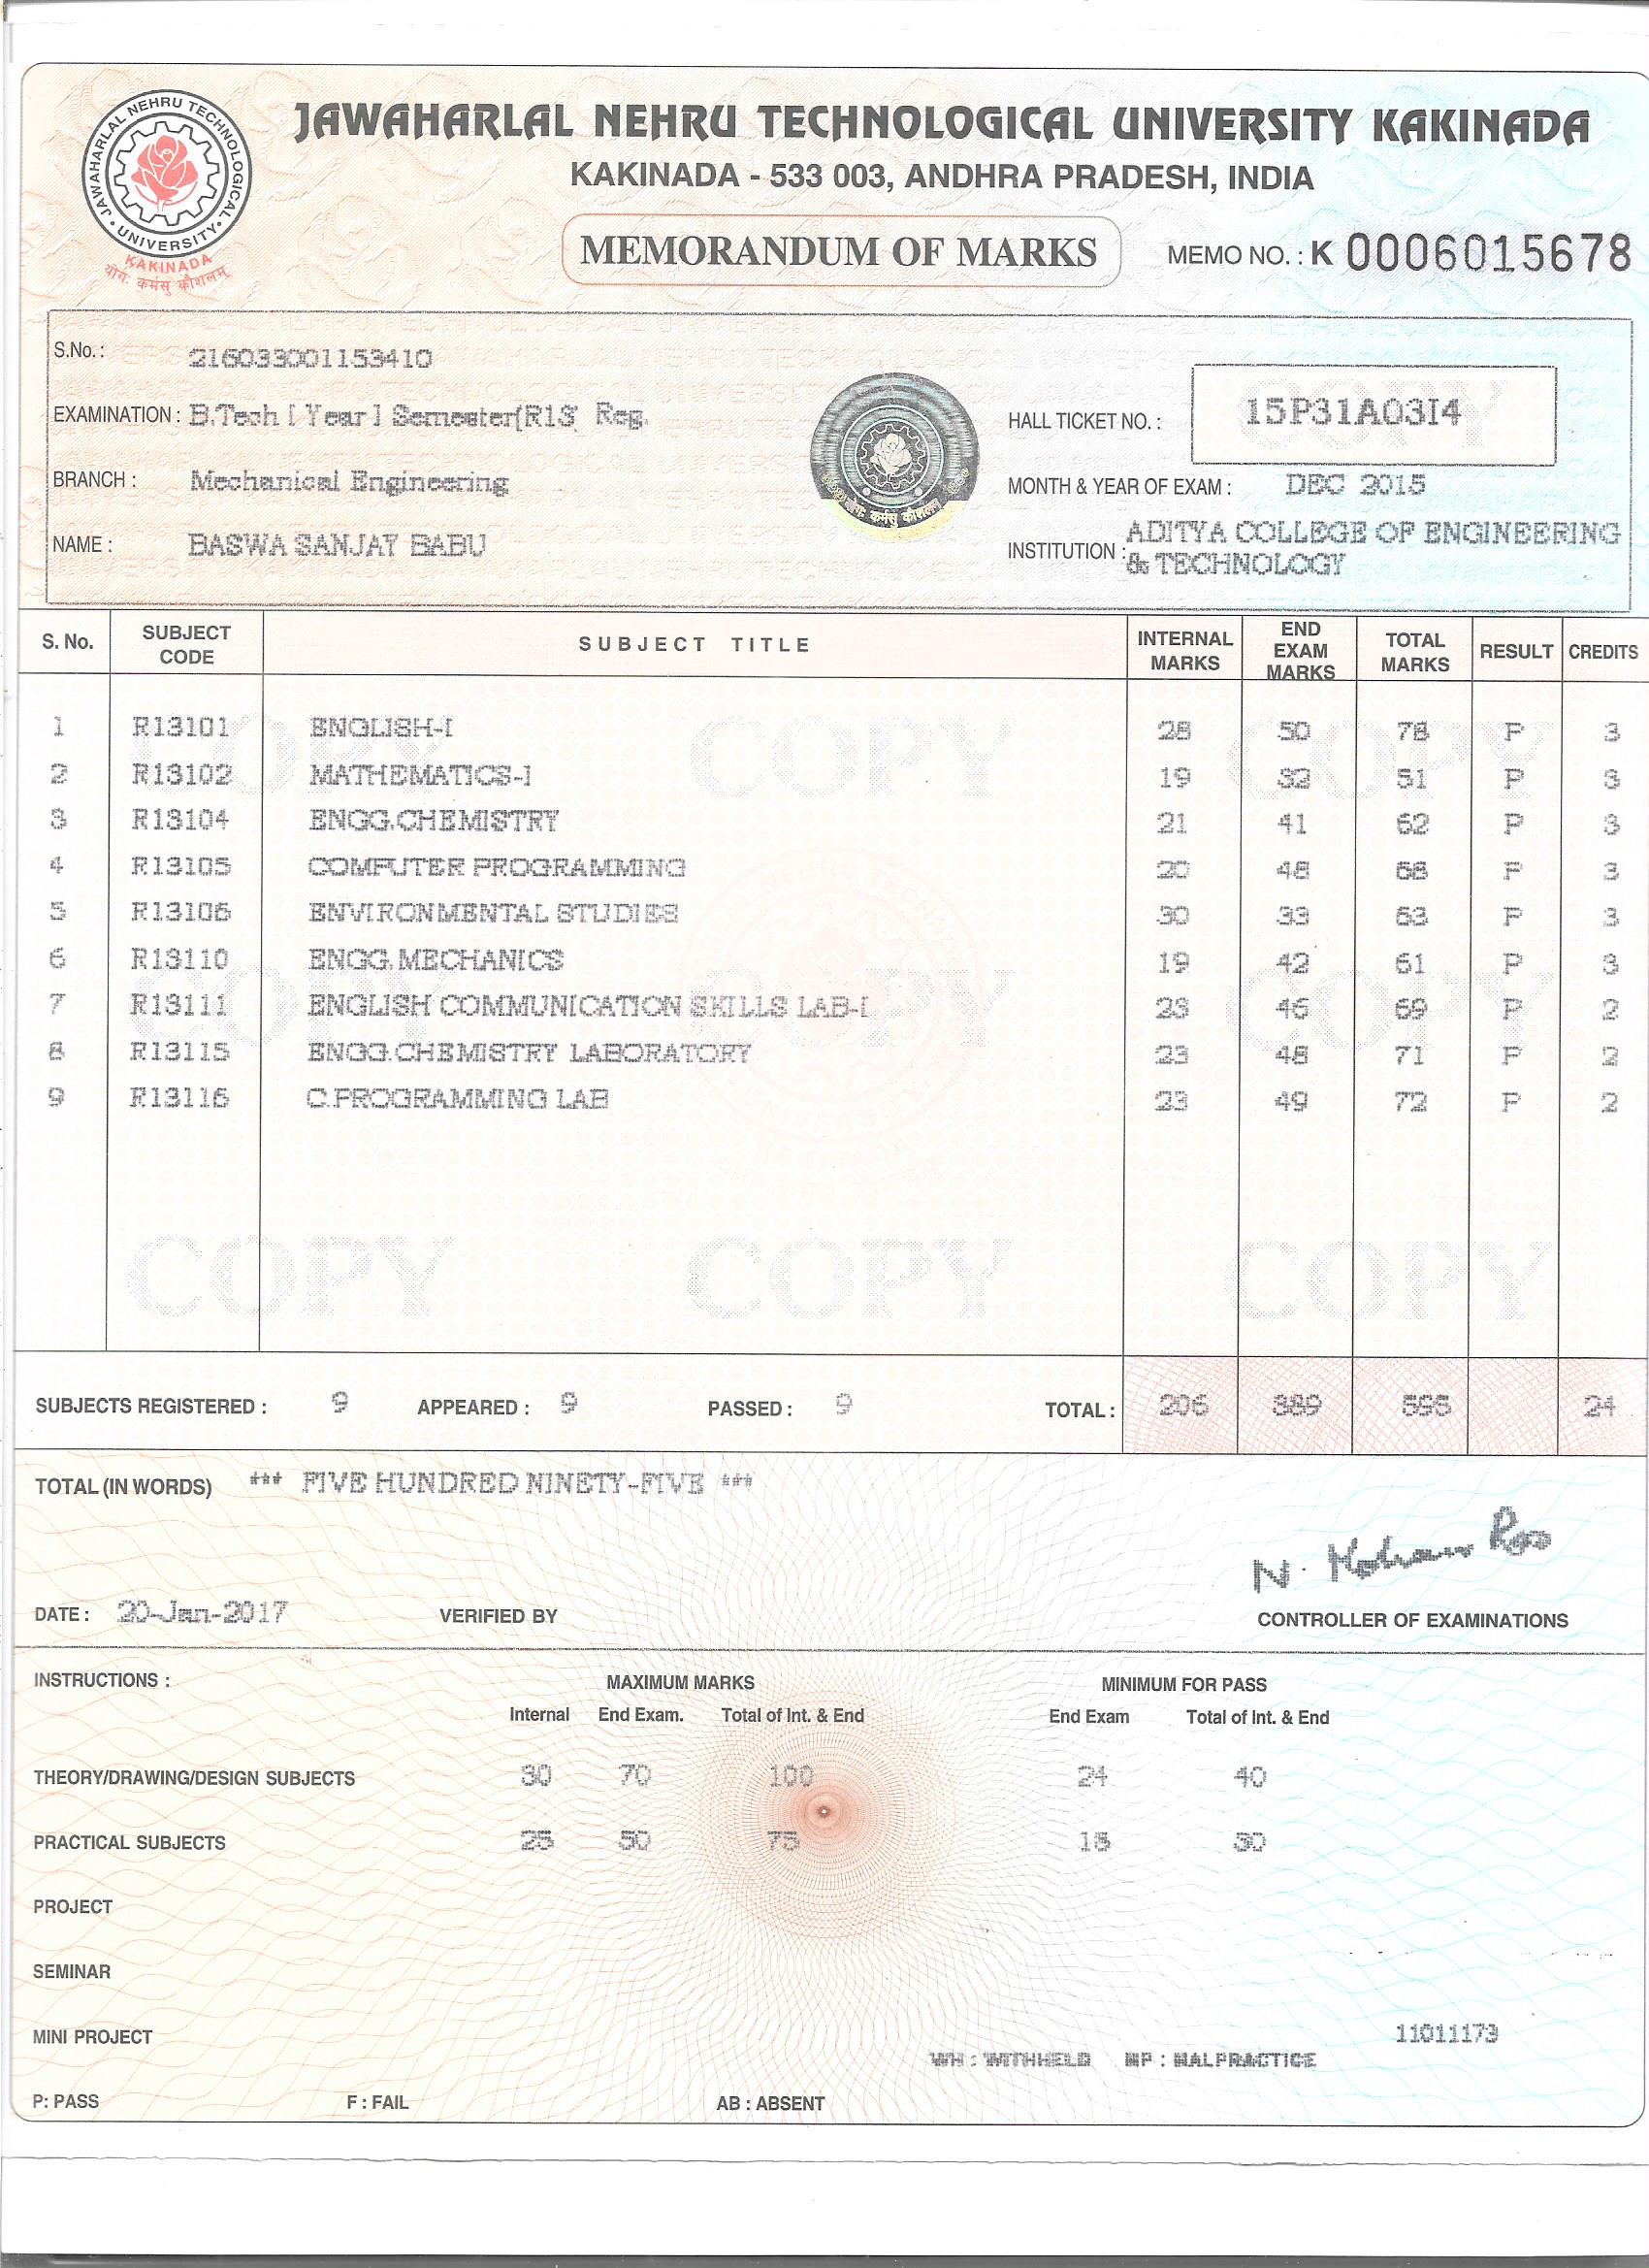 JAWAHARLAL NEHRU TECHNOLOGICAL UNIVERSITY KAKINADA
KAKINADA - 533 003, ANDHRA PRADESH, INDIA
JAWAHARLAL NEHRU TECHNOLOGICAL UNIVERSITY
KAKINADA
योगः कर्मसु कौशलम्
MEMORANDUM OF MARKS MEMO NO. : K 0006015678
S.No. : 216033001153410
EXAMINATION : B.Tech I Year I Semester(R13) Reg. HALL TICKET NO. : 15P31A03I4
BRANCH : Mechanical Engineering MONTH & YEAR OF EXAM : DEC 2015
NAME : BASWA SANJAY BABU INSTITUTION : ADITYA COLLEGE OF ENGINEERING
& TECHNOLOGY
S. No. SUBJECT CODE SUBJECT TITLE INTERNAL MARKS END EXAM MARKS TOTAL MARKS RESULT CREDITS
1 R13101 ENGLISH-I 28 50 78 P 3
2 R13102 MATHEMATICS-I 19 32 51 P 3
3 R13104 ENGG.CHEMISTRY 21 41 62 P 3
4 R13105 COMPUTER PROGRAMMING 20 48 68 P 3
5 R13106 ENVIRONMENTAL STUDIES 30 33 63 P 3
6 R13110 ENGG.MECHANICS 19 42 61 P 3
7 R13111 ENGLISH COMMUNICATION SKILLS LAB-I 23 46 69 P 2
8 R13115 ENGG.CHEMISTRY LABORATORY 23 48 71 P 2
9 R13116 C.PROGRAMMING LAB 23 49 72 P 2
COPY COPY COPY
SUBJECTS REGISTERED : 9 APPEARED : 9 PASSED : 9 TOTAL : 206 389 595 24
TOTAL (IN WORDS) *** FIVE HUNDRED NINETY-FIVE ***
N. Mohan Rao
DATE : 20-Jan-2017 VERIFIED BY CONTROLLER OF EXAMINATIONS
INSTRUCTIONS : MAXIMUM MARKS MINIMUM FOR PASS
Internal End Exam. Total of Int. & End End Exam Total of Int. & End
THEORY/DRAWING/DESIGN SUBJECTS 30 70 100 24 40
PRACTICAL SUBJECTS 25 50 75 18 30
PROJECT
SEMINAR
MINI PROJECT 11011173
WH : WITHHELD MP : MALPRACTICE
P: PASS F : FAIL AB : ABSENT